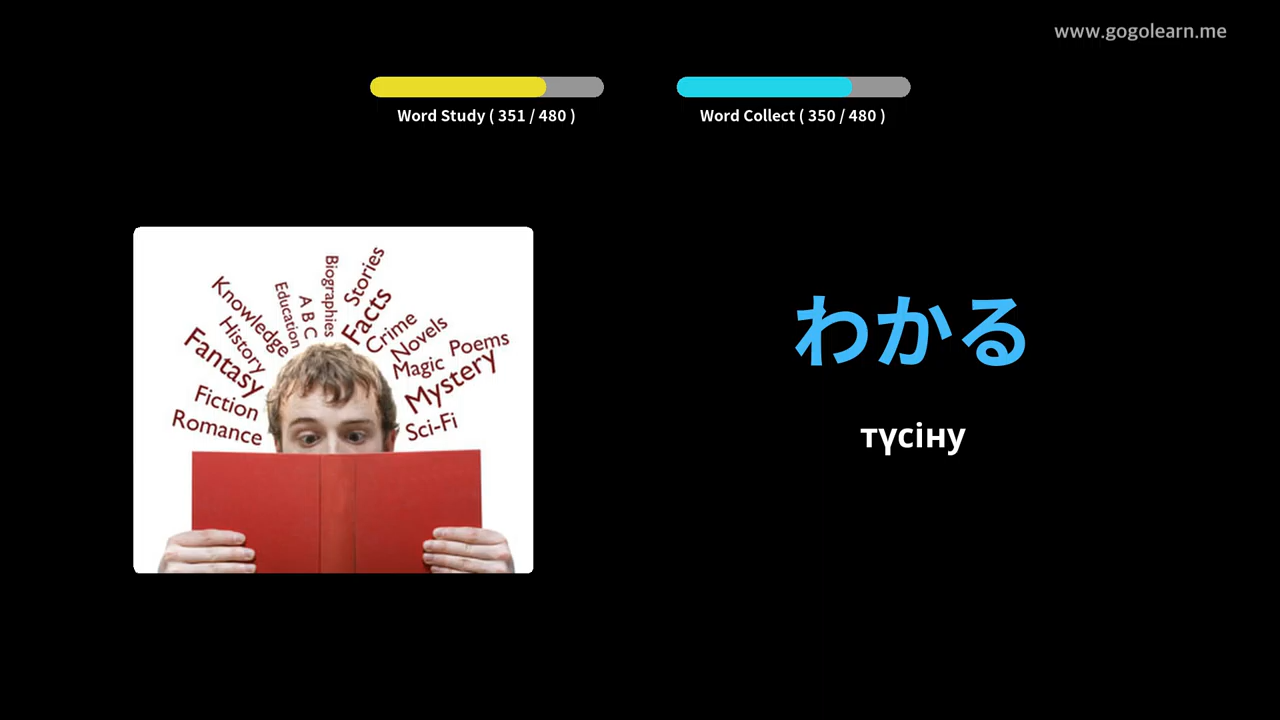 www.gogolearn.me
Word Study ( 351 / 480 )
Word Collect ( 350 / 480 )
Biographies
Stories
Education
A B C
Facts
Knowledge
Crime
History
Novels
Poems
Fantasy
Magic
Mystery
Fiction
Romance
Sci-Fi
わかる
түсіну